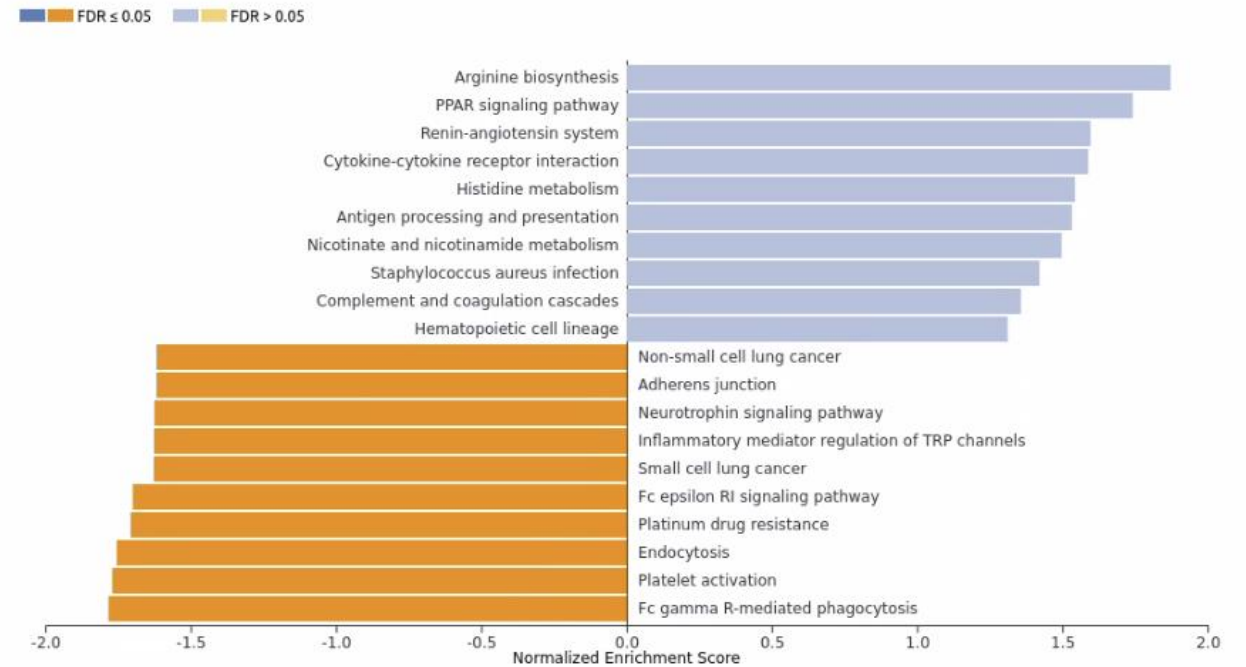 FDR ≤ 0.05 FDR > 0.05
Arginine biosynthesis
PPAR signaling pathway
Renin-angiotensin system
Cytokine-cytokine receptor interaction
Histidine metabolism
Antigen processing and presentation
Nicotinate and nicotinamide metabolism
Staphylococcus aureus infection
Complement and coagulation cascades
Hematopoietic cell lineage
Non-small cell lung cancer
Adherens junction
Neurotrophin signaling pathway
Inflammatory mediator regulation of TRP channels
Small cell lung cancer
Fc epsilon RI signaling pathway
Platinum drug resistance
Endocytosis
Platelet activation
Fc gamma R-mediated phagocytosis
-2.0 -1.5 -1.0 -0.5 0.0 0.5 1.0 1.5 2.0
Normalized Enrichment Score